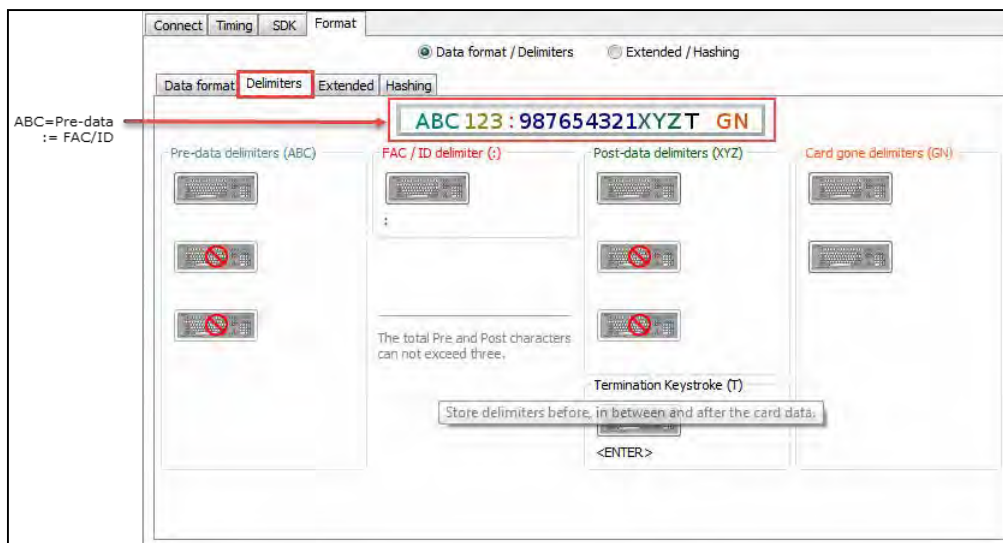 Connect Timing SDK Format
Data format / Delimiters Extended / Hashing
Data format Delimiters Extended Hashing
ABC=Pre-data
:= FAC/ID
ABC 123 : 987654321XYZT GN
Pre-data delimiters (ABC)
FAC / ID delimiter (:)
:
The total Pre and Post characters
can not exceed three.
Post-data delimiters (XYZ)
Termination Keystroke (T)
Store delimiters before, in between and after the card data.
<ENTER>
Card gone delimiters (GN)